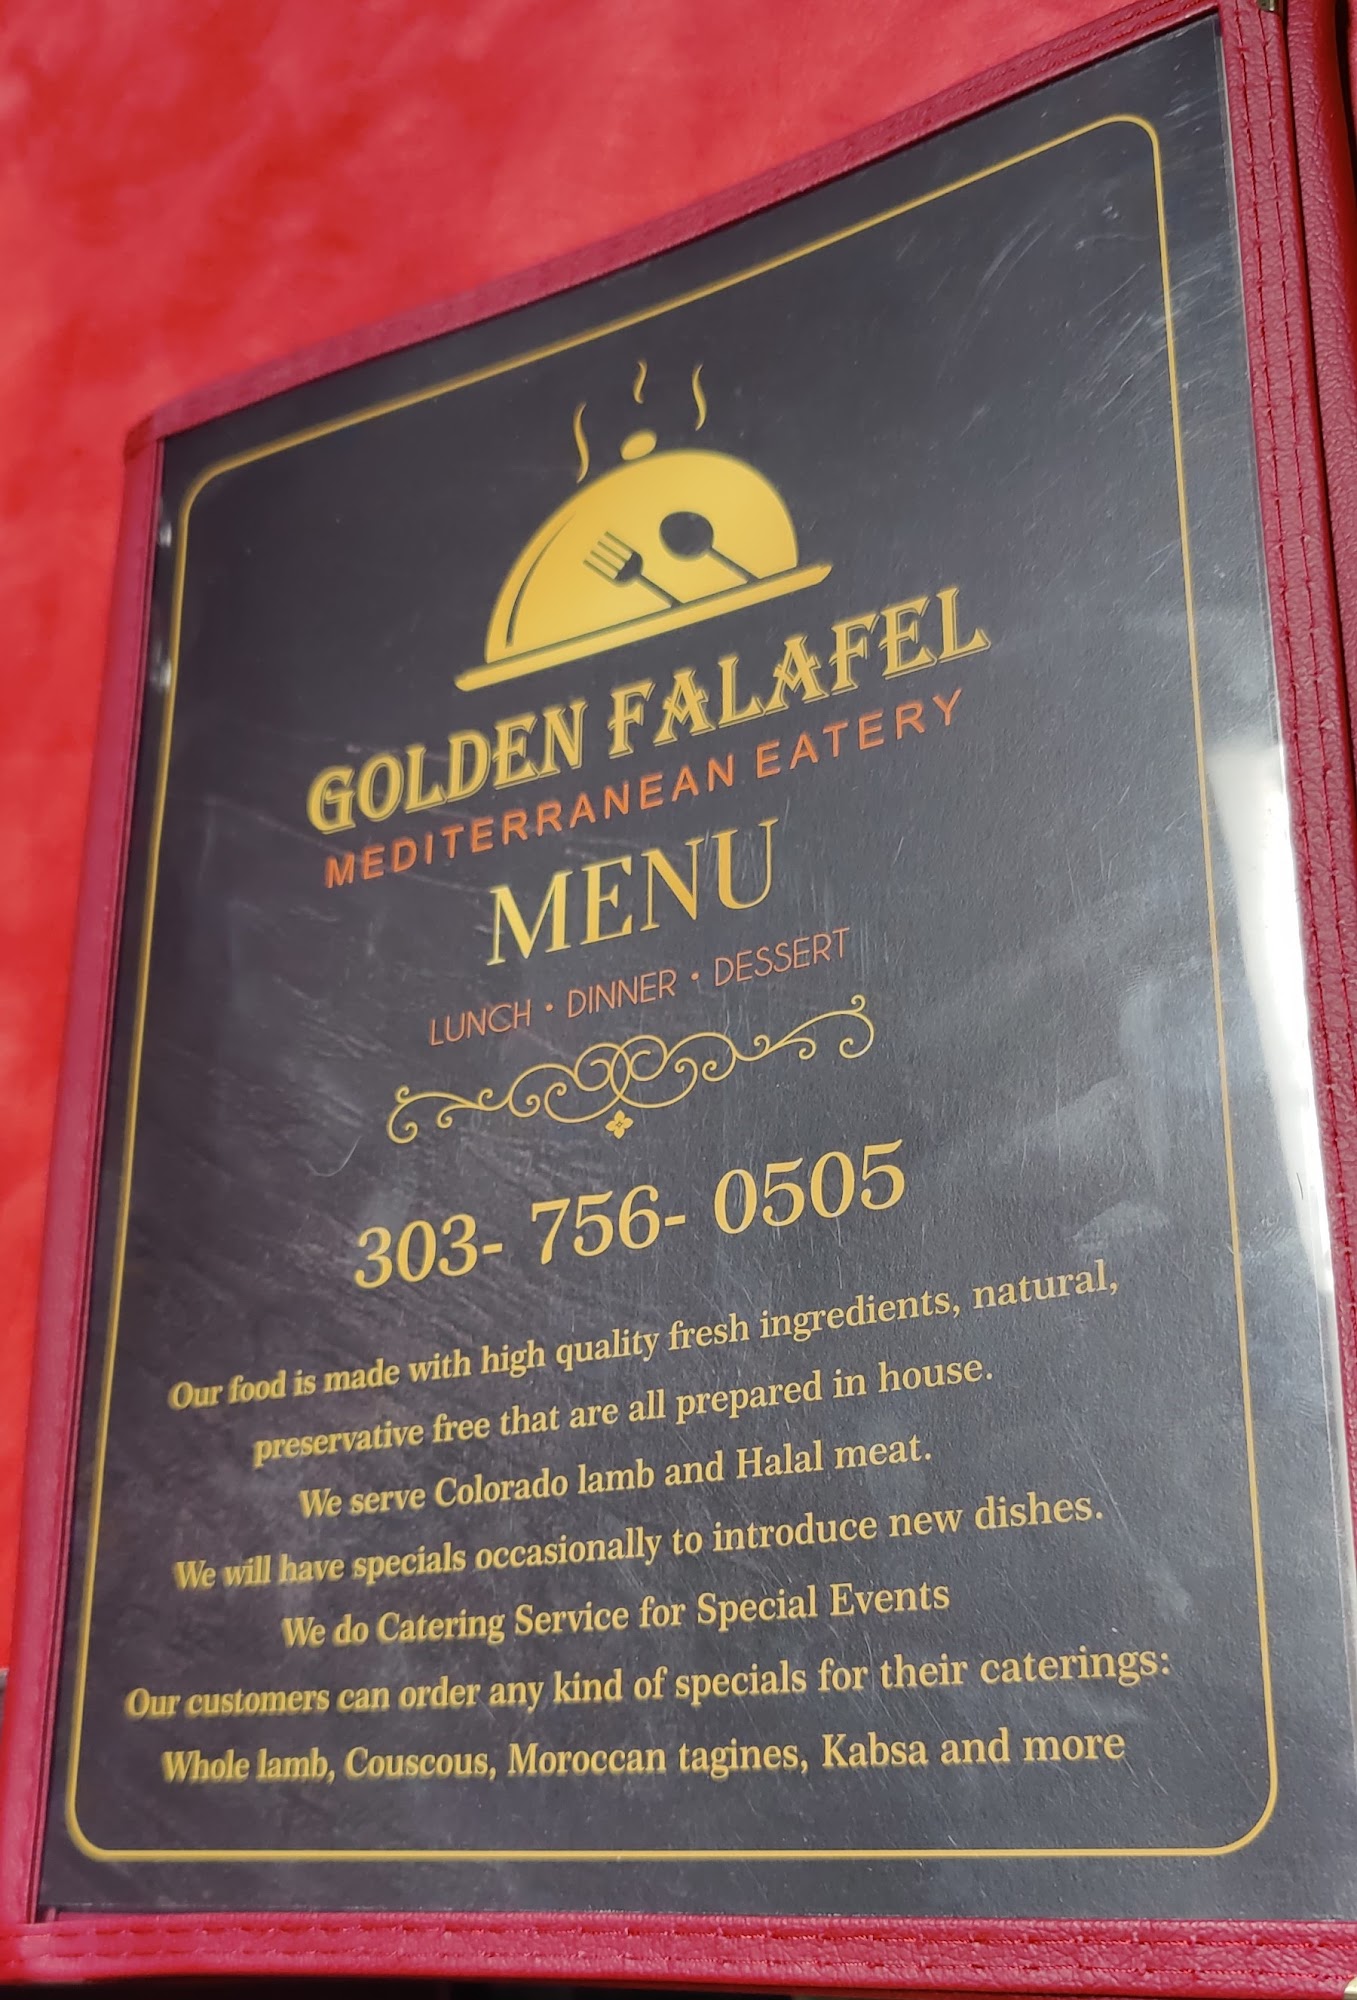 GOLDEN FALAFEL
MEDITERRANEAN EATERY
MENU
LUNCH • DINNER • DESSERT
303- 756- 0505
Our food is made with high quality fresh ingredients, natural,
preservative free that are all prepared in house.
We serve Colorado lamb and Halal meat.
We will have specials occasionally to introduce new dishes.
We do Catering Service for Special Events
Our customers can order any kind of specials for their caterings:
Whole lamb, Couscous, Moroccan tagines, Kabsa and more